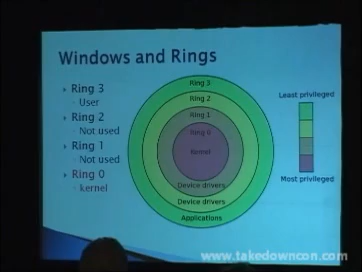 Windows and Rings
Ring 3
User
Ring 2
Not used
Ring 1
Not used
Ring 0
kernel
Ring 3
Ring 2
Ring 1
Ring 0
Kernel
Device drivers
Device drivers
Applications
Least privileged
Most privileged
www.takedowncon.com